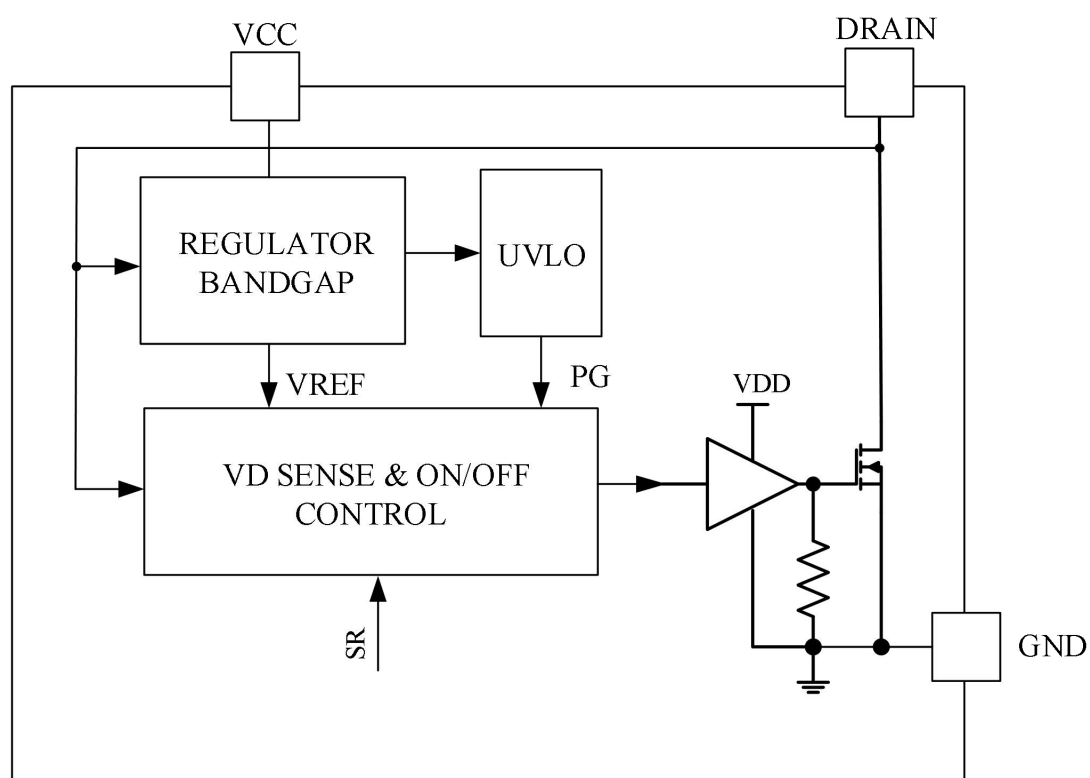 VCC
DRAIN
REGULATOR
BANDGAP
UVLO
VREF
PG
VDD
VD SENSE & ON/OFF
CONTROL
SR
GND